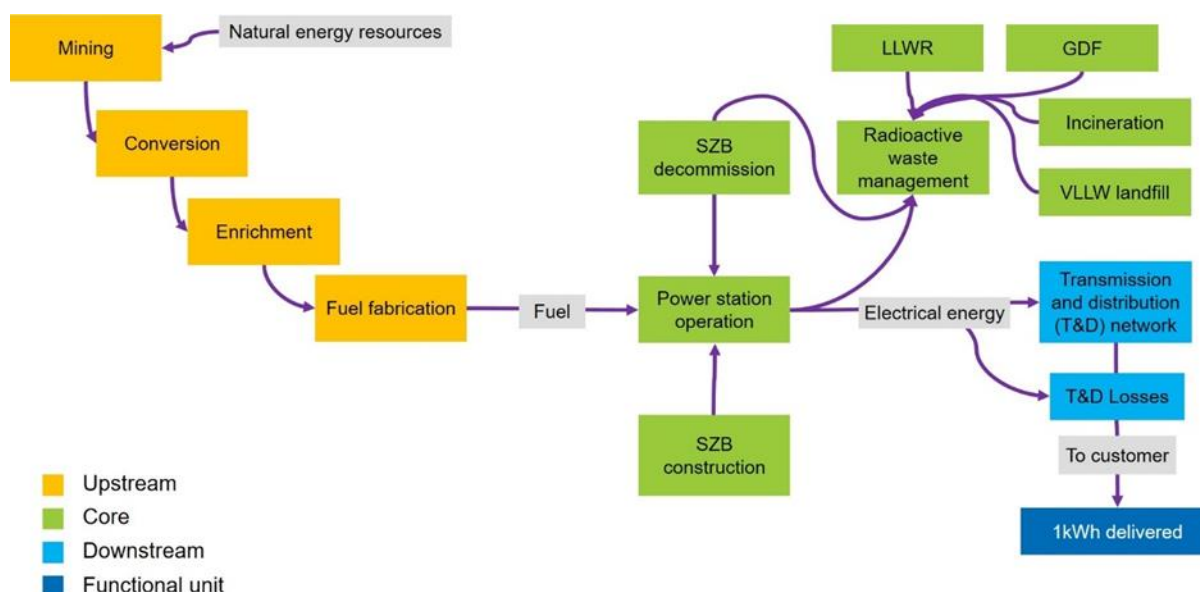 Mining
Natural energy resources
Conversion
Enrichment
Fuel fabrication
Fuel
SZB
decommission
Power station
operation
SZB
construction
LLWR
GDF
Radioactive
waste
management
Incineration
VLLW landfill
Electrical energy
Transmission
and distribution
(T&D) network
T&D Losses
To customer
1kWh delivered
Upstream
Core
Downstream
Functional unit